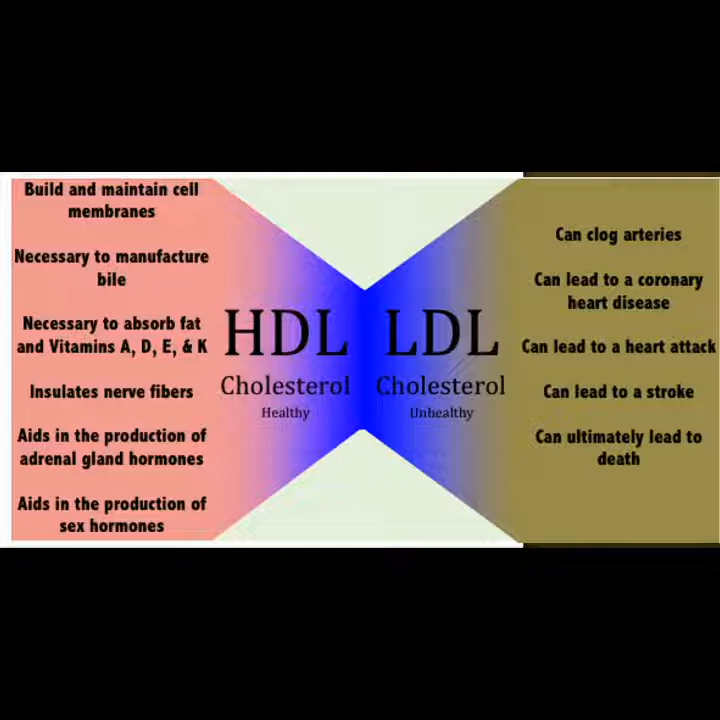 Build and maintain cell
membranes
Necessary to manufacture
bile
Necessary to absorb fat
and Vitamins A, D, E, & K
Insulates nerve fibers
Aids in the production of
adrenal gland hormones
Aids in the production of
sex hormones
HDL
Cholesterol
Healthy
LDL
Cholesterol
Unhealthy
Can clog arteries
Can lead to a coronary
heart disease
Can lead to a heart attack
Can lead to a stroke
Can ultimately lead to
death